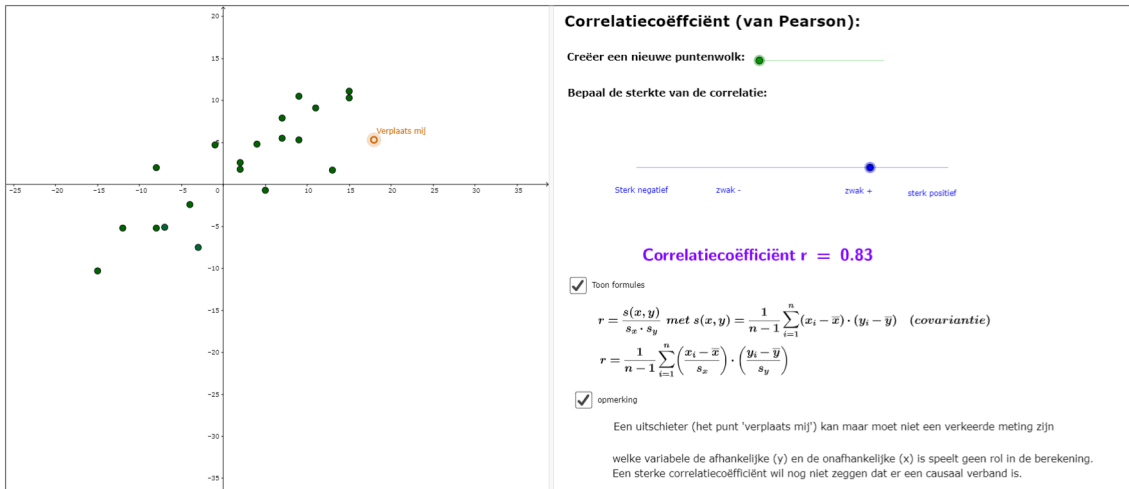 20
15
10
5
0
−5
−10
−15
−20
−25
−30
−35
−25
−20
−15
−10
−5
5
10
15
20
25
30
35
Verplaats mij
Correlatiecoëffciënt (van Pearson):
Creëer een nieuwe puntenwolk:
Bepaal de sterkte van de correlatie:
Sterk negatief zwak - zwak + sterk positief
Correlatiecoëfficiënt r = 0.83
Toon formules
r = s(x, y) / (s_x · s_y) met s(x, y) = 1/(n − 1) ∑_{i=1}^{n} (x_i − x̅) · (y_i − y̅) (covariantie)
r = 1/(n − 1) ∑_{i=1}^{n} ((x_i − x̅)/s_x) · ((y_i − y̅)/s_y)
opmerking
Een uitschieter (het punt 'verplaats mij') kan maar moet niet een verkeerde meting zijn
welke variabele de afhankelijke (y) en de onafhankelijke (x) is speelt geen rol in de berekening.
Een sterke correlatiecoëfficiënt wil nog niet zeggen dat er een causaal verband is.